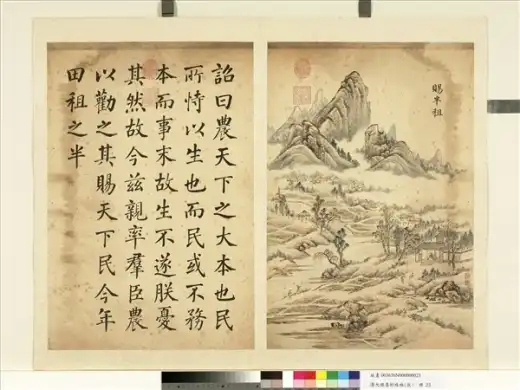 賜半租
詔曰農天下之大本也民
所恃以生也而民或不務
本而事末故生不遂朕憂
其然故今茲親率羣臣農
以勸之其賜天下民今年
田租之半